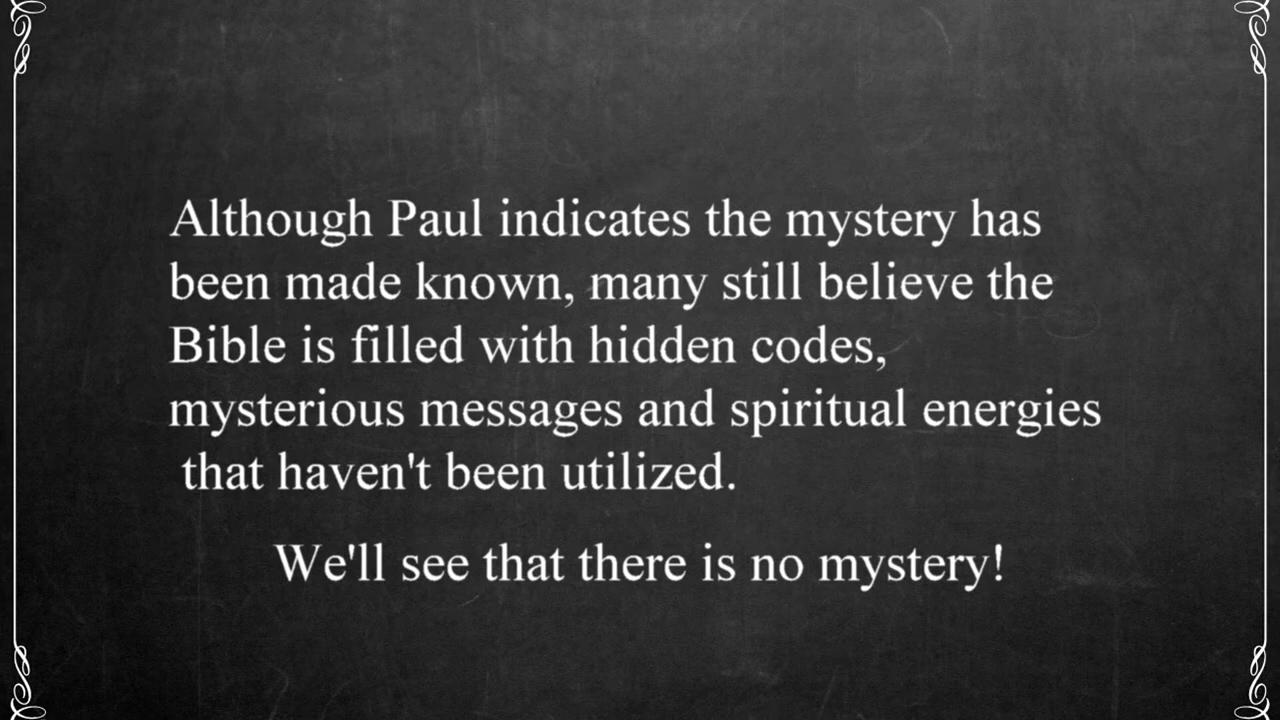 Although Paul indicates the mystery has
been made known, many still believe the
Bible is filled with hidden codes,
mysterious messages and spiritual energies
that haven't been utilized.
We'll see that there is no mystery!